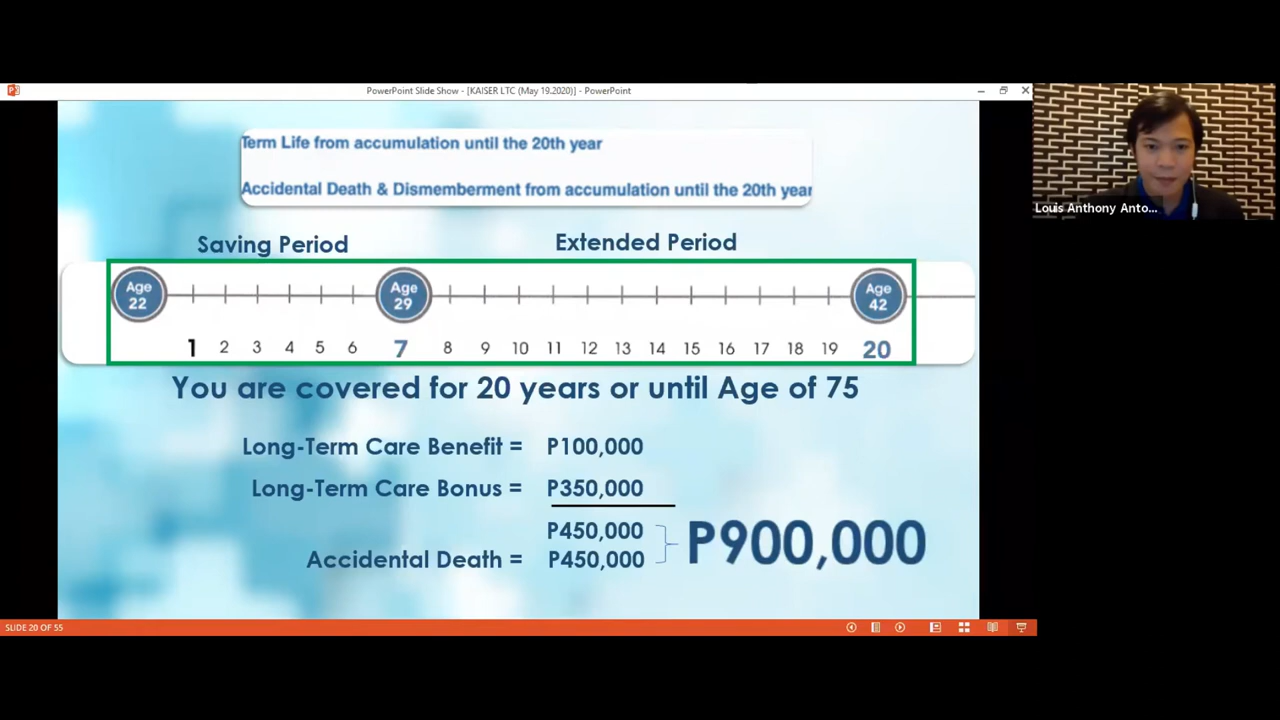 PowerPoint Slide Show - [KAISER LTC (May 19.2020)] - PowerPoint
Term Life from accumulation until the 20th year
Accidental Death & Dismemberment from accumulation until the 20th year
Saving Period Extended Period
Age 22 Age 29 Age 42
1 2 3 4 5 6 7 8 9 10 11 12 13 14 15 16 17 18 19 20
You are covered for 20 years or until Age of 75
Long-Term Care Benefit = P100,000
Long-Term Care Bonus = P350,000
P450,000
Accidental Death = P450,000
P900,000
SLIDE 20 OF 55
Louis Anthony Anto...